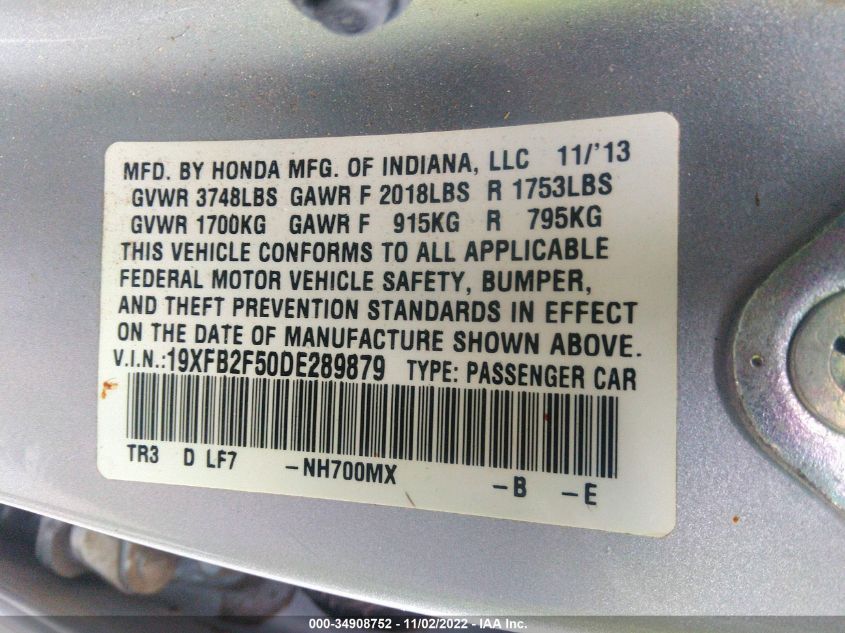 MFD. BY HONDA MFG. OF INDIANA, LLC 11/'13
GVWR 3748LBS GAWR F 2018LBS R 1753LBS
GVWR 1700KG GAWR F 915KG R 795KG
THIS VEHICLE CONFORMS TO ALL APPLICABLE
FEDERAL MOTOR VEHICLE SAFETY, BUMPER,
AND THEFT PREVENTION STANDARDS IN EFFECT
ON THE DATE OF MANUFACTURE SHOWN ABOVE.
V.I.N.:19XFB2F50DE289879 TYPE: PASSENGER CAR
TR3 D LF7 -NH700MX -B -E
000-34908752 - 11/02/2022 - IAA Inc.